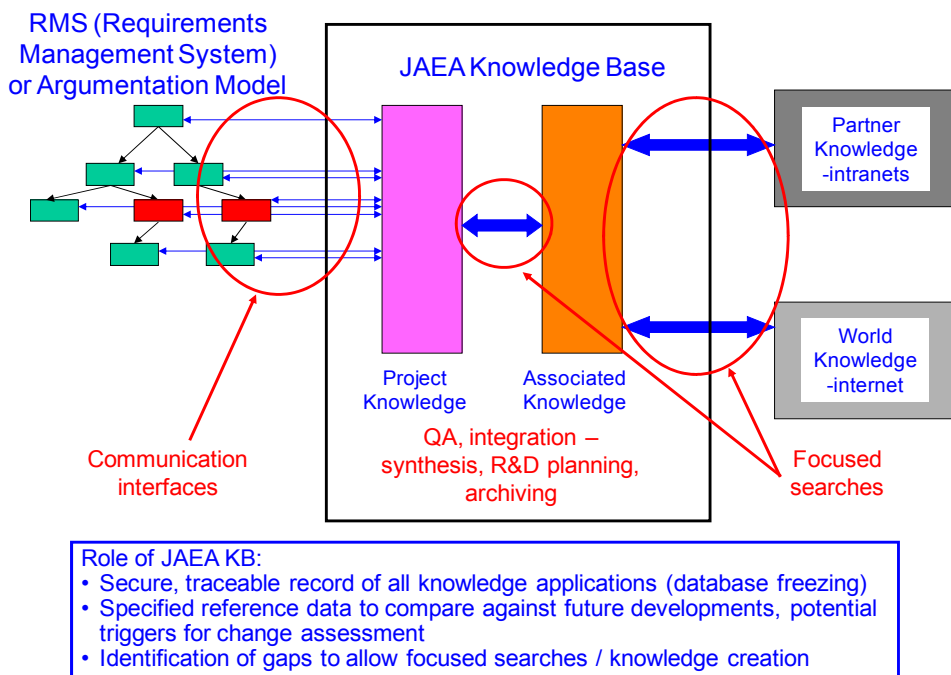 RMS (Requirements
Management System)
or Argumentation Model
JAEA Knowledge Base
Partner
Knowledge
-intranets
World
Knowledge
-internet
Project
Knowledge
Associated
Knowledge
QA, integration –
synthesis, R&D planning,
archiving
Communication
interfaces
Focused
searches
Role of JAEA KB:
• Secure, traceable record of all knowledge applications (database freezing)
• Specified reference data to compare against future developments, potential
triggers for change assessment
• Identification of gaps to allow focused searches / knowledge creation